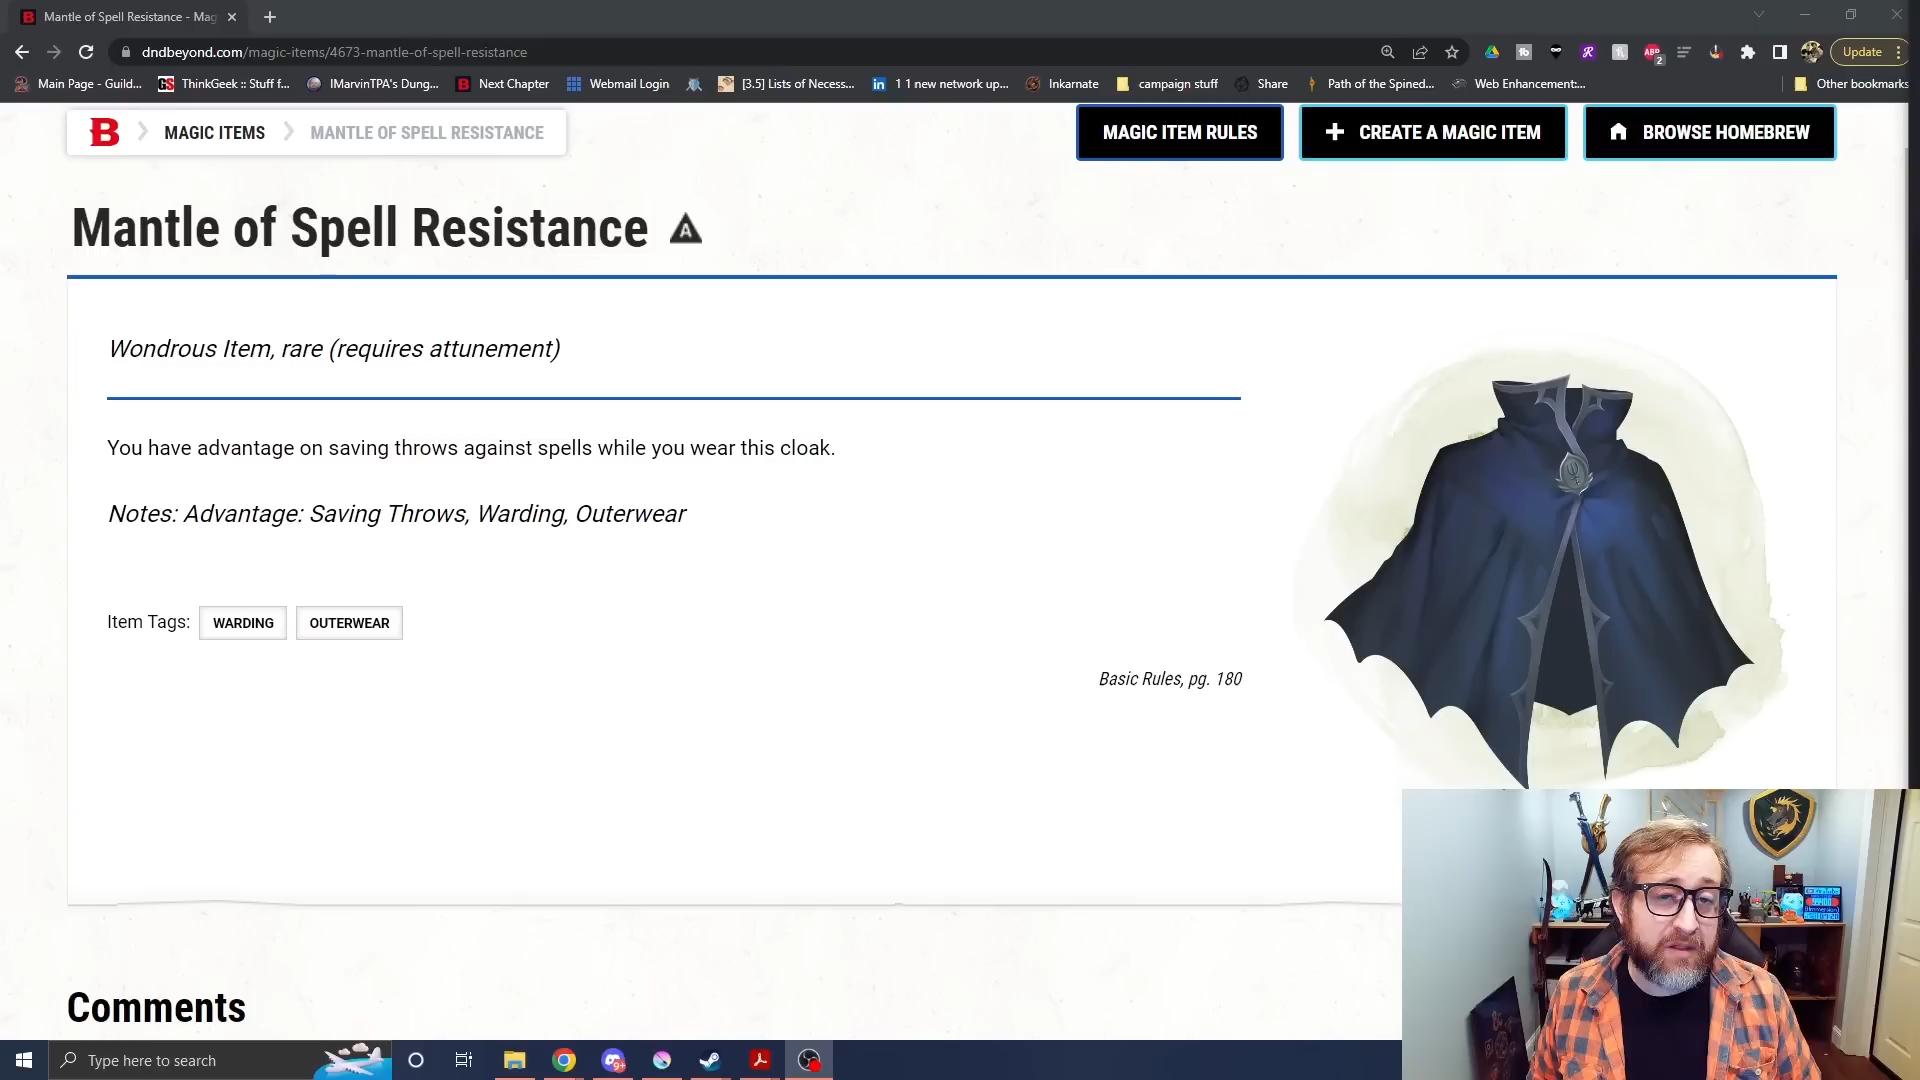 Mantle of Spell Resistance - Mag
dndbeyond.com/magic-items/4673-mantle-of-spell-resistance
ABP
2
Update
Main Page - Guild...
GS
ThinkGeek :: Stuff f...
IMarvinTPA's Dung...
Next Chapter
Webmail Login
[3.5] Lists of Necess...
in
1 1 new network up...
Inkarnate
campaign stuff
Share
Path of the Spined...
Web Enhancement:...
Other bookmarks
B
MAGIC ITEMS
MANTLE OF SPELL RESISTANCE
MAGIC ITEM RULES
+ CREATE A MAGIC ITEM
BROWSE HOMEBREW
Mantle of Spell Resistance
A
Wondrous Item, rare (requires attunement)
You have advantage on saving throws against spells while you wear this cloak.
Notes: Advantage: Saving Throws, Warding, Outerwear
Item Tags:
WARDING
OUTERWEAR
Basic Rules, pg. 180
Comments
Type here to search
9+